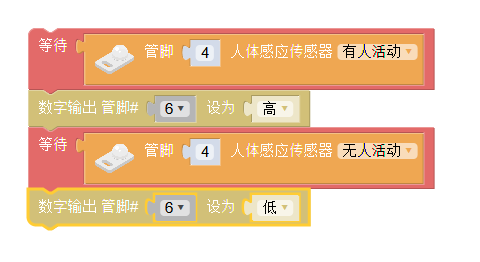 等待 管脚 4 人体感应传感器 有人活动
数字输出 管脚# 6 设为 高
等待 管脚 4 人体感应传感器 无人活动
数字输出 管脚# 6 设为 低